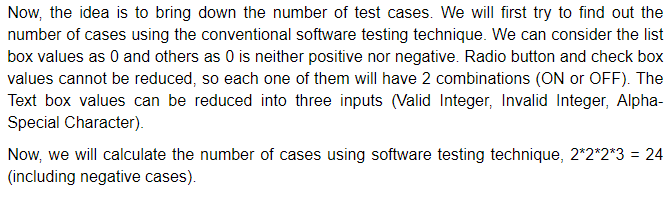 Now, the idea is to bring down the number of test cases. We will first try to find out the
number of cases using the conventional software testing technique. We can consider the list
box values as 0 and others as 0 is neither positive nor negative. Radio button and check box
values cannot be reduced, so each one of them will have 2 combinations (ON or OFF). The
Text box values can be reduced into three inputs (Valid Integer, Invalid Integer, Alpha-
Special Character).
Now, we will calculate the number of cases using software testing technique, 2*2*2*3 = 24
(including negative cases).